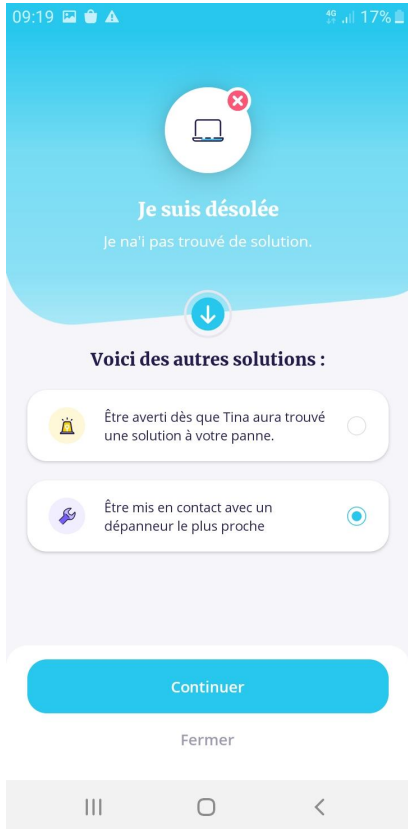 09:19 4G 17%
Je suis désolée
Je na'i pas trouvé de solution.
Voici des autres solutions :
Être averti dès que Tina aura trouvé
une solution à votre panne.
Être mis en contact avec un
dépanneur le plus proche
Continuer
Fermer